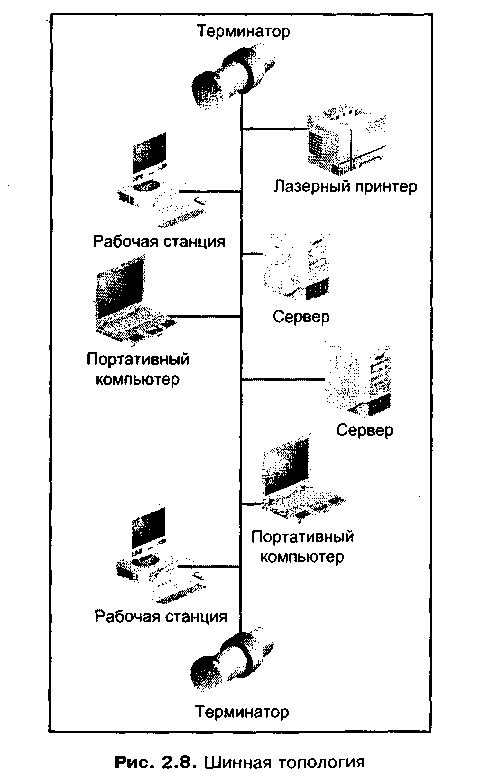 Терминатор
Лазерный принтер
Рабочая станция
Сервер
Портативный
компьютер
Сервер
Портативный
компьютер
Рабочая станция
Терминатор
Рис. 2.8. Шинная топология